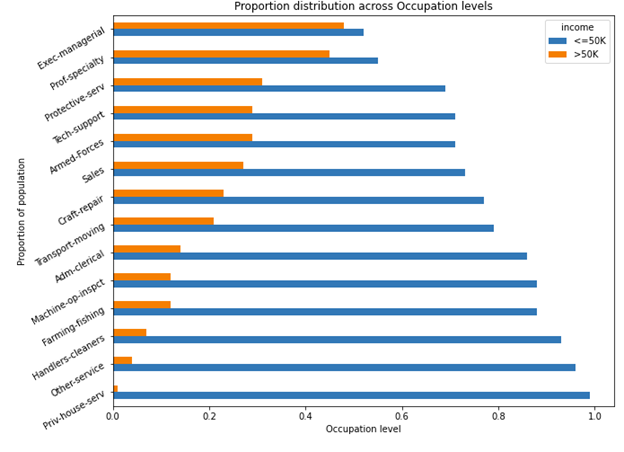 Proportion distribution across Occupation levels
income
<=50K
>50K
Exec-managerial
Prof-specialty
Protective-serv
Tech-support
Armed-Forces
Sales
Craft-repair
Transport-moving
Adm-clerical
Machine-op-inspct
Farming-fishing
Handlers-cleaners
Other-service
Priv-house-serv
Proportion of population
0.0 0.2 0.4 0.6 0.8 1.0
Occupation level